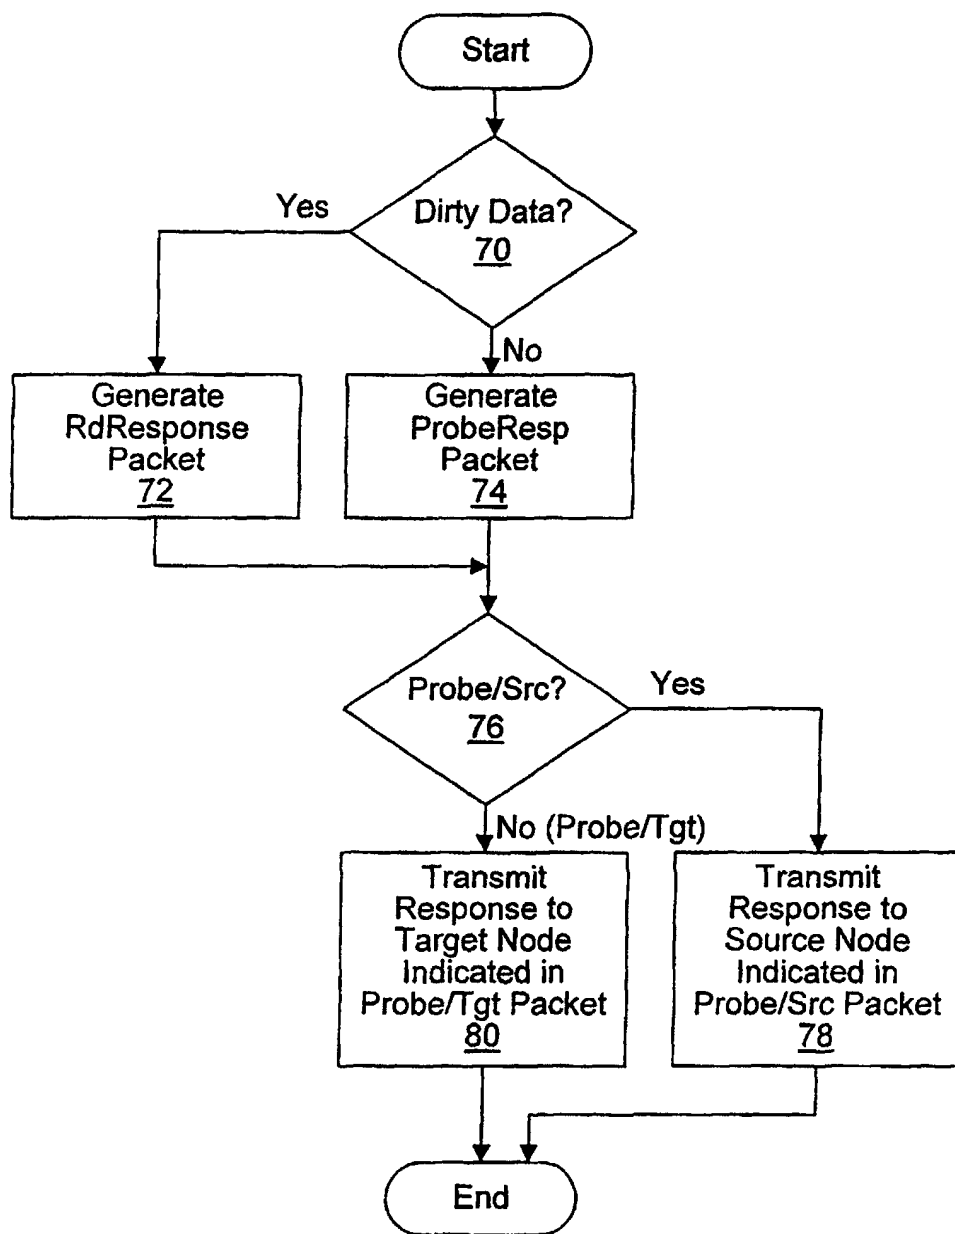 Start
Dirty Data?
70
Yes
No
Generate
RdResponse
Packet
72
Generate
ProbeResp
Packet
74
Probe/Src?
76
Yes
No (Probe/Tgt)
Transmit
Response to
Target Node
Indicated in
Probe/Tgt Packet
80
Transmit
Response to
Source Node
Indicated in
Probe/Src Packet
78
End